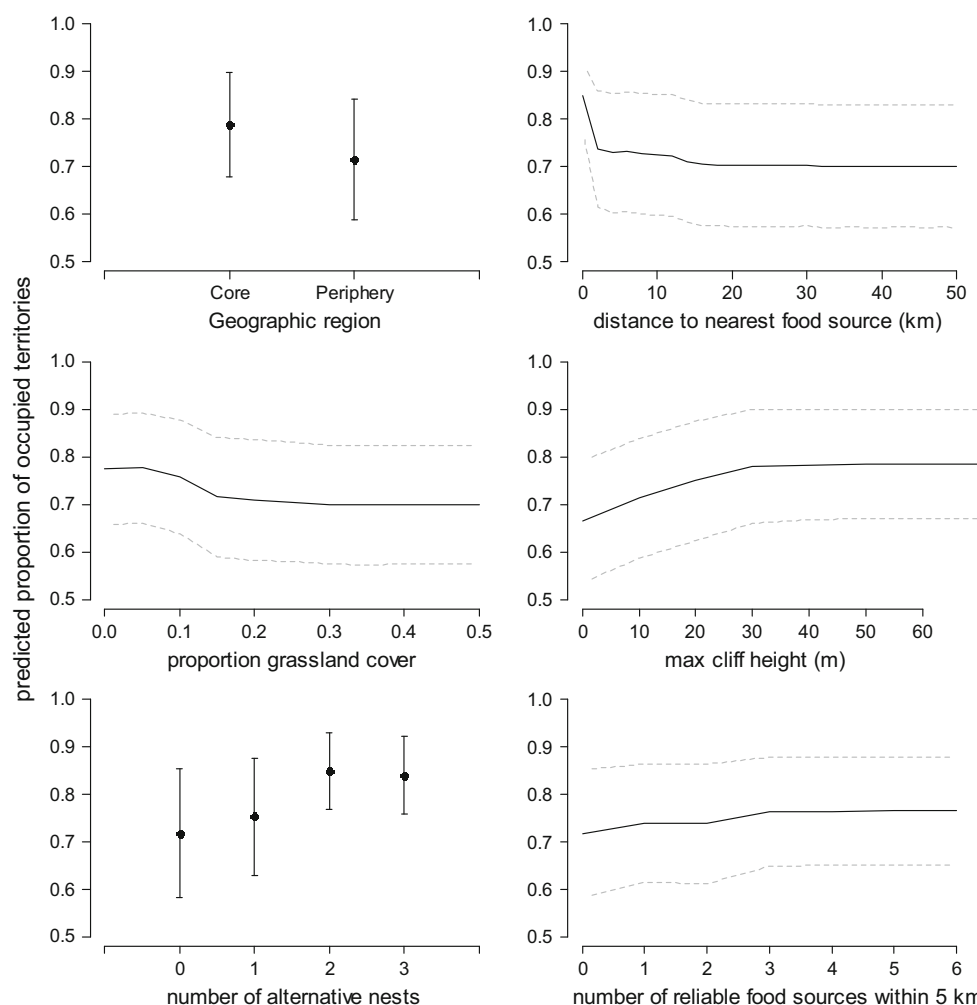 predicted proportion of occupied territories
1.0
0.9
0.8
0.7
0.6
0.5
Core Periphery
Geographic region
1.0
0.9
0.8
0.7
0.6
0.5
0 10 20 30 40 50
distance to nearest food source (km)
1.0
0.9
0.8
0.7
0.6
0.5
0.0 0.1 0.2 0.3 0.4 0.5
proportion grassland cover
1.0
0.9
0.8
0.7
0.6
0.5
0 10 20 30 40 50 60
max cliff height (m)
1.0
0.9
0.8
0.7
0.6
0.5
0 1 2 3
number of alternative nests
1.0
0.9
0.8
0.7
0.6
0.5
0 1 2 3 4 5 6
number of reliable food sources within 5 km